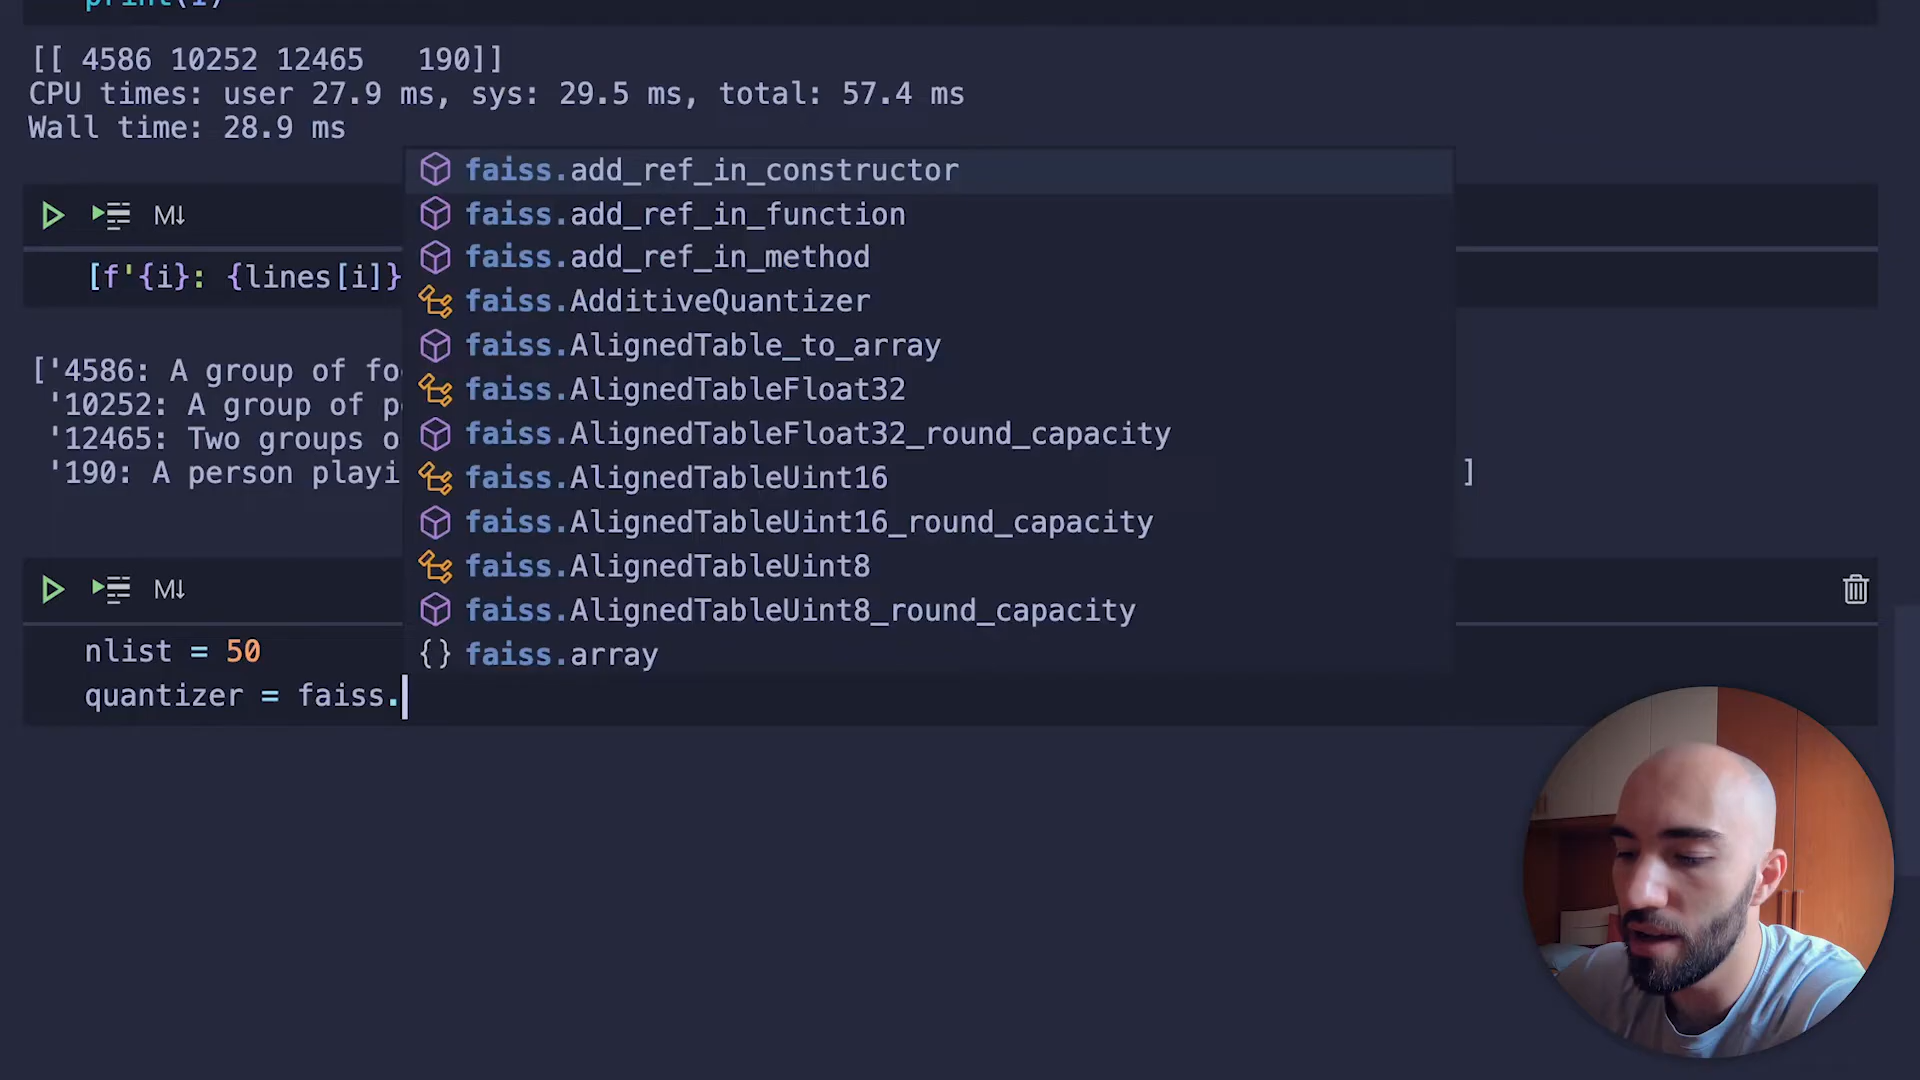 print(I)
[[ 4586 10252 12465   190]]
CPU times: user 27.9 ms, sys: 29.5 ms, total: 57.4 ms
Wall time: 28.9 ms
faiss.add_ref_in_constructor
faiss.add_ref_in_function
M↓
faiss.add_ref_in_method
[f'{i}: {lines[i]}
faiss.AdditiveQuantizer
faiss.AlignedTable_to_array
['4586: A group of fo
faiss.AlignedTableFloat32
'10252: A group of p
faiss.AlignedTableFloat32_round_capacity
'12465: Two groups o
'190: A person playi
]
faiss.AlignedTableUint16
faiss.AlignedTableUint16_round_capacity
faiss.AlignedTableUint8
M↓
faiss.AlignedTableUint8_round_capacity
{} faiss.array
nlist = 50
quantizer = faiss.